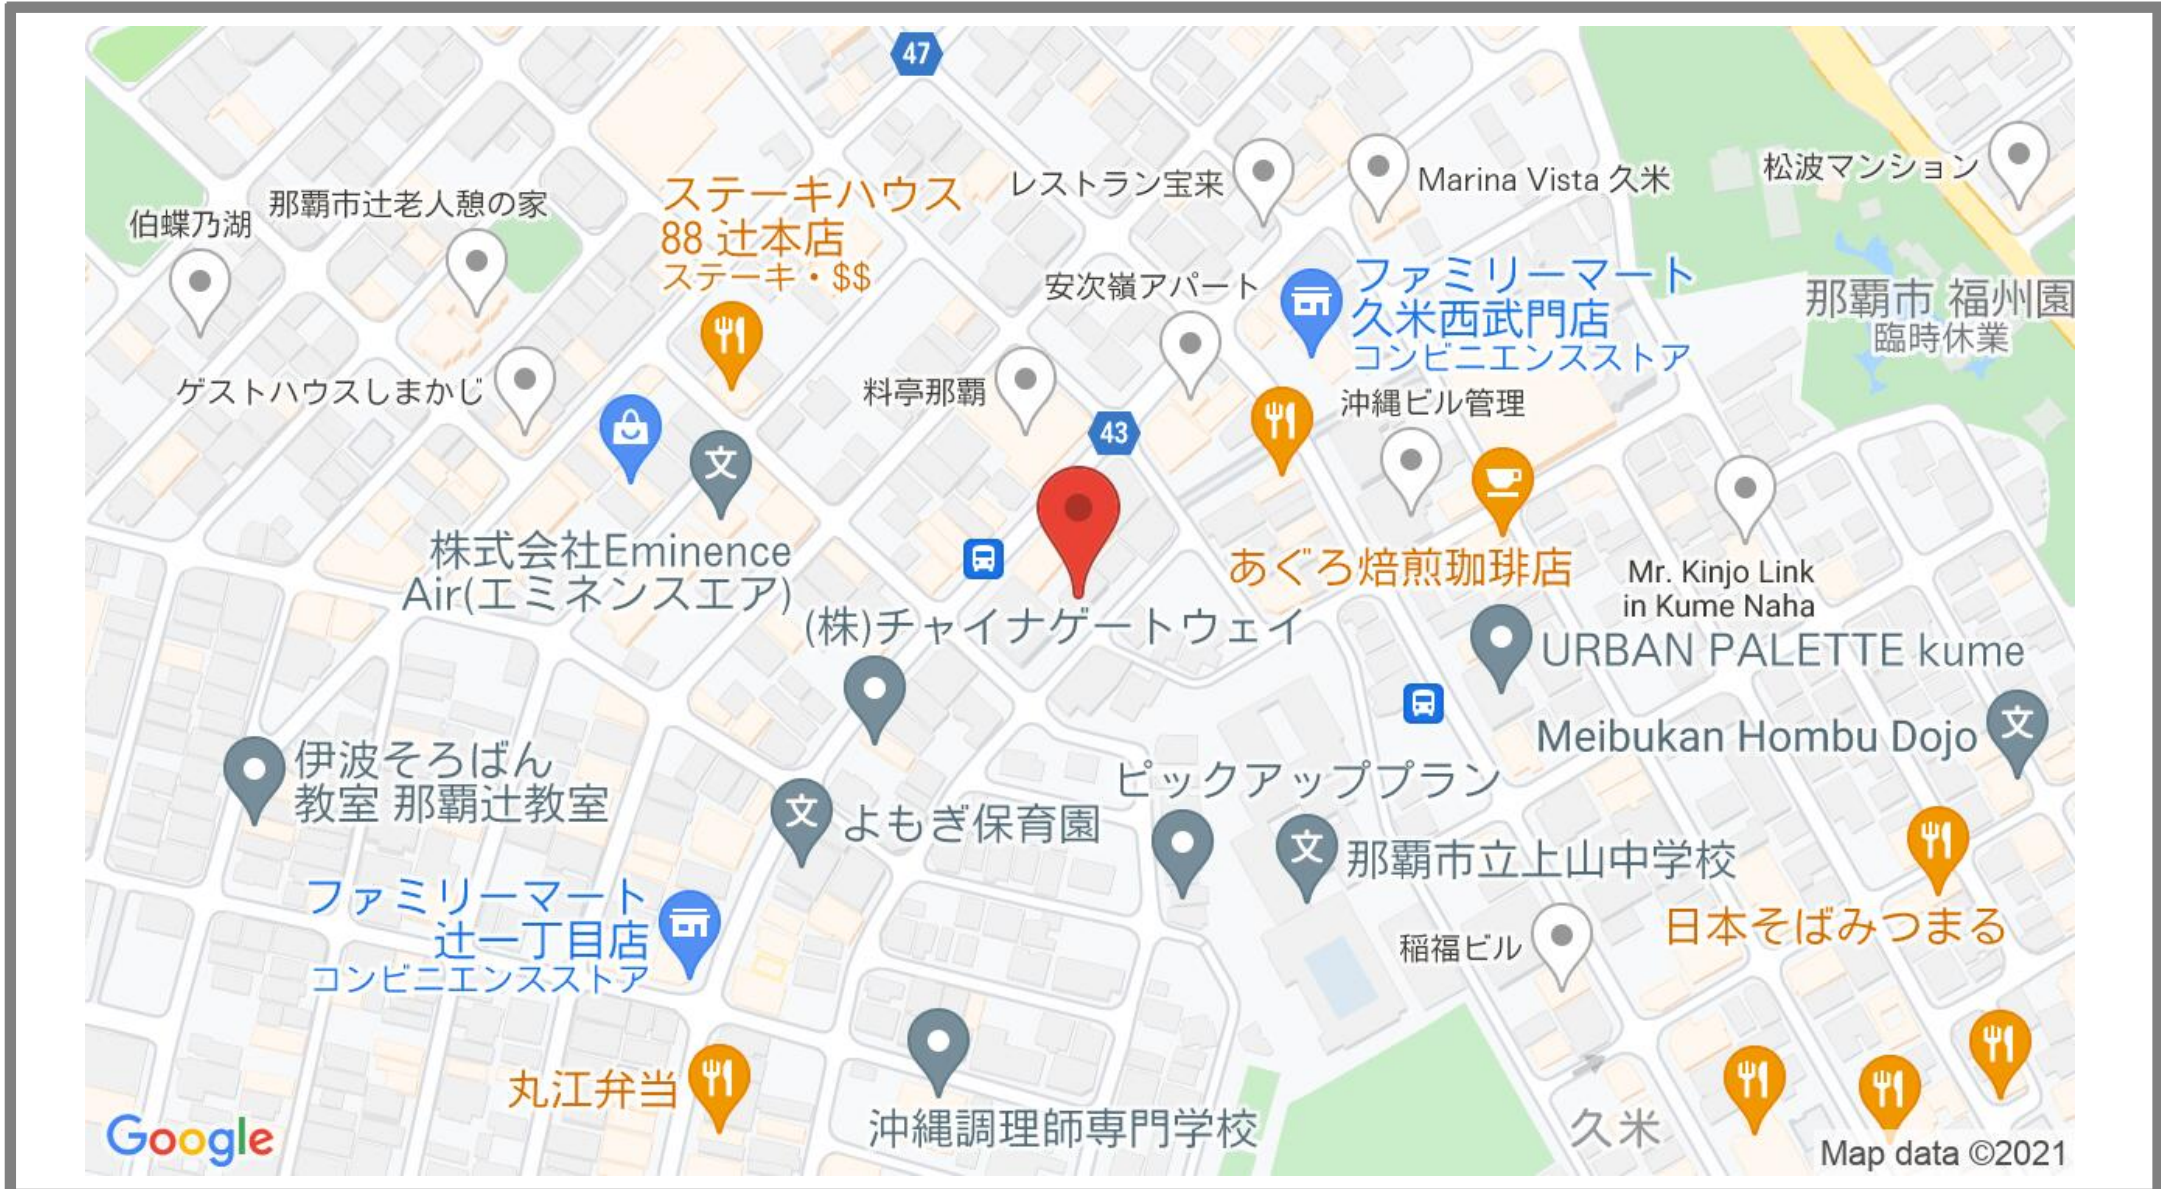 47
レストラン宝来
Marina Vista 久米
松波マンション
伯蝶乃湖
那覇市辻老人憩の家
ステーキハウス
88 辻本店
ステーキ・$$
安次嶺アパート
ファミリーマート
久米西武門店
コンビニエンスストア
那覇市 福州園
臨時休業
ゲストハウスしまかじ
料亭那覇
43
沖縄ビル管理
文
株式会社Eminence
Air(エミネンスエア)
あぐろ焙煎珈琲店
Mr. Kinjo Link
in Kume Naha
(株)チャイナゲートウェイ
URBAN PALETTE kume
Meibukan Hombu Dojo
文
伊波そろばん
教室 那覇辻教室
ピックアッププラン
文
よもぎ保育園
文
那覇市立上山中学校
ファミリーマート
辻一丁目店
コンビニエンスストア
稲福ビル
日本そばみつまる
丸江弁当
沖縄調理師専門学校
久米
Google
Map data ©2021